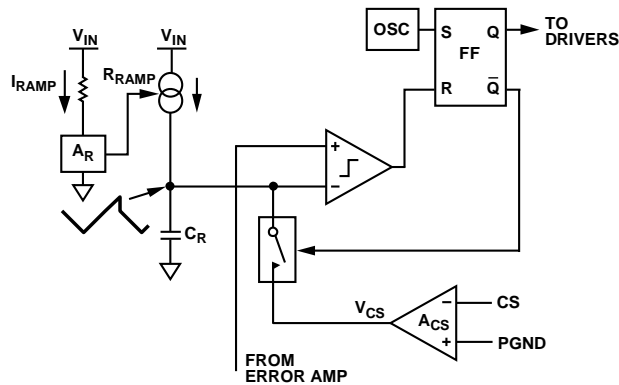 VIN
VIN
IRAMP
RRAMP
AR
CR
OSC
S
Q
FF
R
Q̅
TO
DRIVERS
+
–
VCS
ACS
–
+
CS
PGND
FROM
ERROR AMP